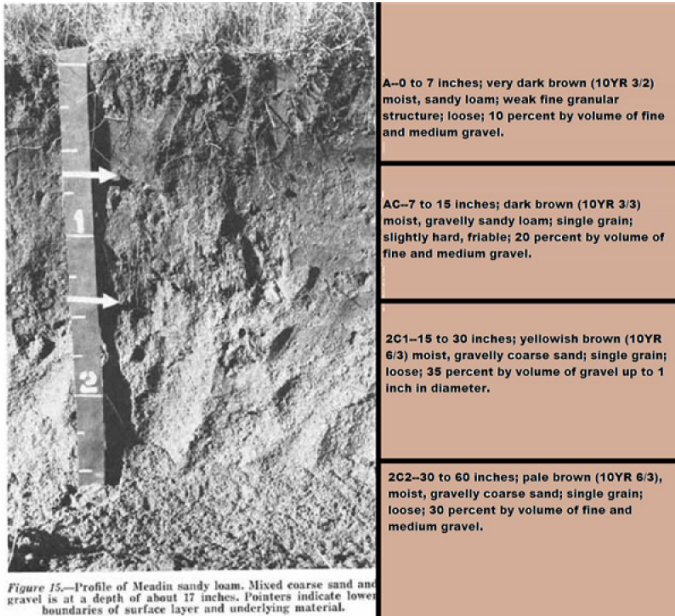 1
2
Figure 15.—Profile of Meadin sandy loam. Mixed coarse sand and
gravel is at a depth of about 17 inches. Pointers indicate lower
boundaries of surface layer and underlying material.
A--0 to 7 inches; very dark brown (10YR 3/2)
moist, sandy loam; weak fine granular
structure; loose; 10 percent by volume of fine
and medium gravel.
AC--7 to 15 inches; dark brown (10YR 3/3)
moist, gravelly sandy loam; single grain;
slightly hard, friable; 20 percent by volume of
fine and medium gravel.
2C1--15 to 30 inches; yellowish brown (10YR
6/3) moist, gravelly coarse sand; single grain;
loose; 35 percent by volume of gravel up to 1
inch in diameter.
2C2--30 to 60 inches; pale brown (10YR 6/3),
moist, gravelly coarse sand; single grain;
loose; 30 percent by volume of fine and
medium gravel.